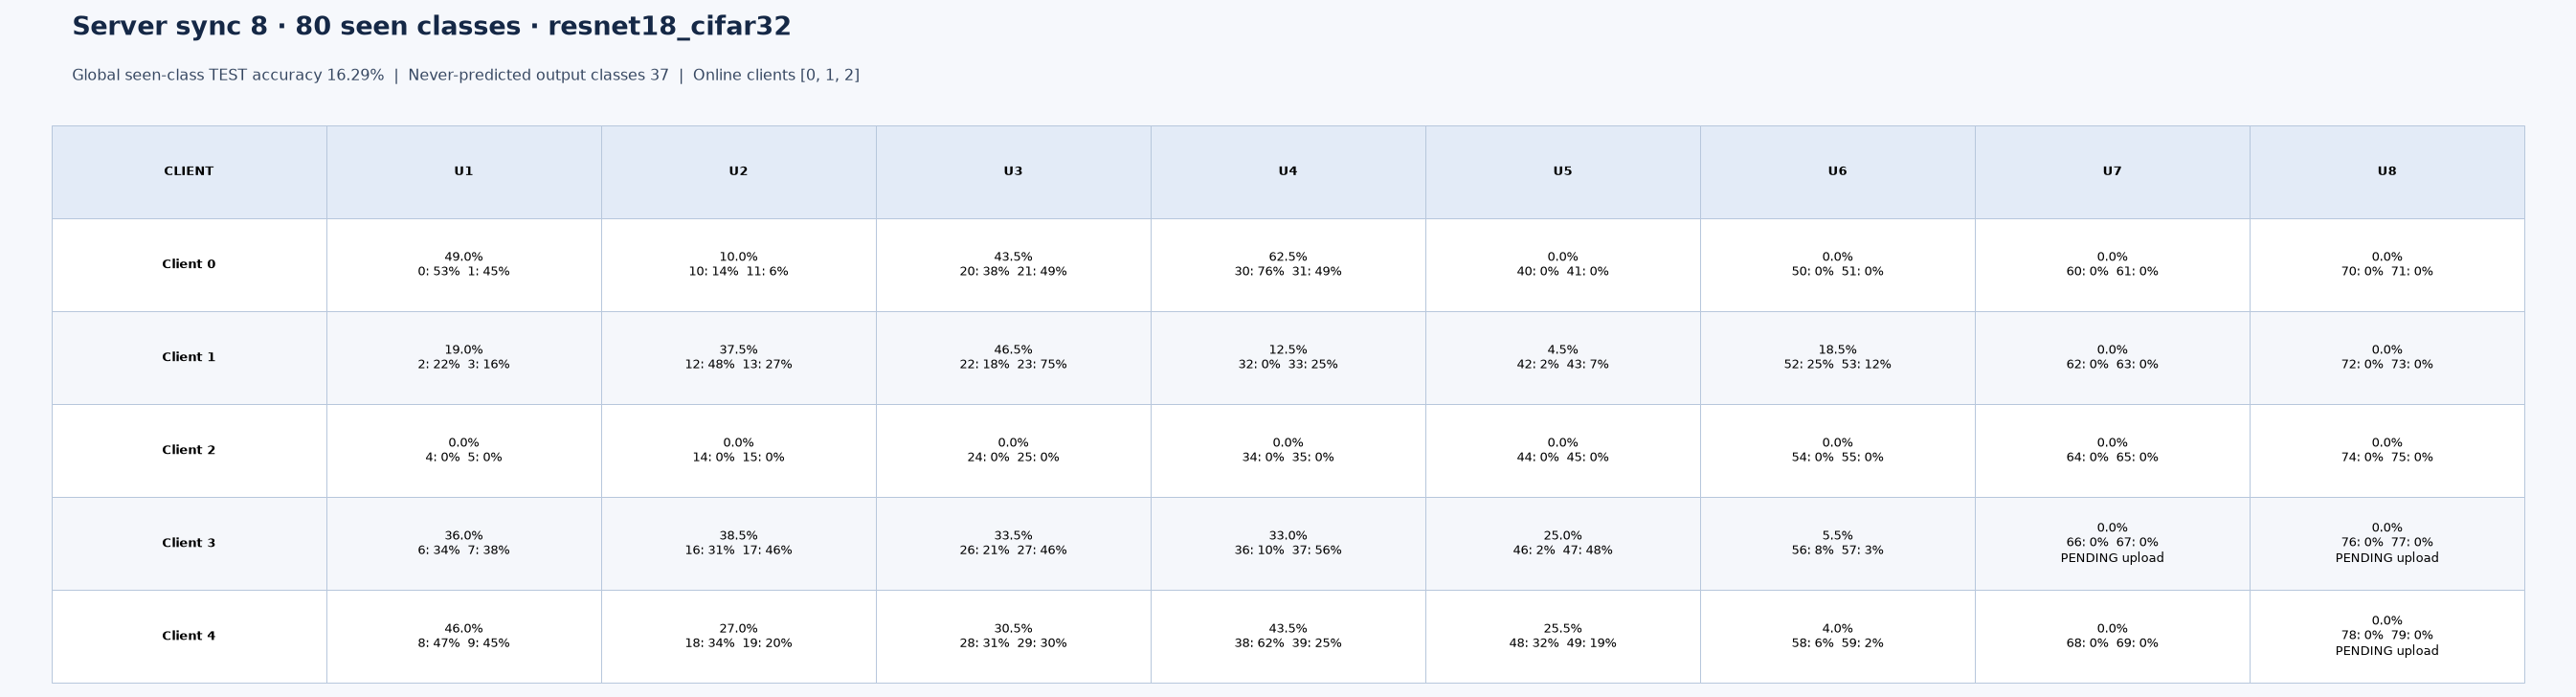 Server sync 8 · 80 seen classes · resnet18_cifar32
Global seen-class TEST accuracy 16.29% | Never-predicted output classes 37 | Online clients [0, 1, 2]
CLIENT U1 U2 U3 U4 U5 U6 U7 U8
Client 0
49.0%
0: 53% 1: 45%
10.0%
10: 14% 11: 6%
43.5%
20: 38% 21: 49%
62.5%
30: 76% 31: 49%
0.0%
40: 0% 41: 0%
0.0%
50: 0% 51: 0%
0.0%
60: 0% 61: 0%
0.0%
70: 0% 71: 0%
Client 1
19.0%
2: 22% 3: 16%
37.5%
12: 48% 13: 27%
46.5%
22: 18% 23: 75%
12.5%
32: 0% 33: 25%
4.5%
42: 2% 43: 7%
18.5%
52: 25% 53: 12%
0.0%
62: 0% 63: 0%
0.0%
72: 0% 73: 0%
Client 2
0.0%
4: 0% 5: 0%
0.0%
14: 0% 15: 0%
0.0%
24: 0% 25: 0%
0.0%
34: 0% 35: 0%
0.0%
44: 0% 45: 0%
0.0%
54: 0% 55: 0%
0.0%
64: 0% 65: 0%
0.0%
74: 0% 75: 0%
Client 3
36.0%
6: 34% 7: 38%
38.5%
16: 31% 17: 46%
33.5%
26: 21% 27: 46%
33.0%
36: 10% 37: 56%
25.0%
46: 2% 47: 48%
5.5%
56: 8% 57: 3%
0.0%
66: 0% 67: 0%
PENDING upload
0.0%
76: 0% 77: 0%
PENDING upload
Client 4
46.0%
8: 47% 9: 45%
27.0%
18: 34% 19: 20%
30.5%
28: 31% 29: 30%
43.5%
38: 62% 39: 25%
25.5%
48: 32% 49: 19%
4.0%
58: 6% 59: 2%
0.0%
68: 0% 69: 0%
0.0%
78: 0% 79: 0%
PENDING upload